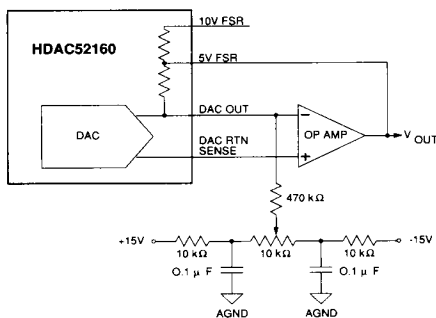 10V FSR
HDAC52160
5V FSR
DAC OUT
DAC
OP AMP
V OUT
DAC RTN
SENSE
470 kΩ
+15V
-15V
10 kΩ
10 kΩ
10 kΩ
0.1 µ F
0.1 µ F
AGND
AGND